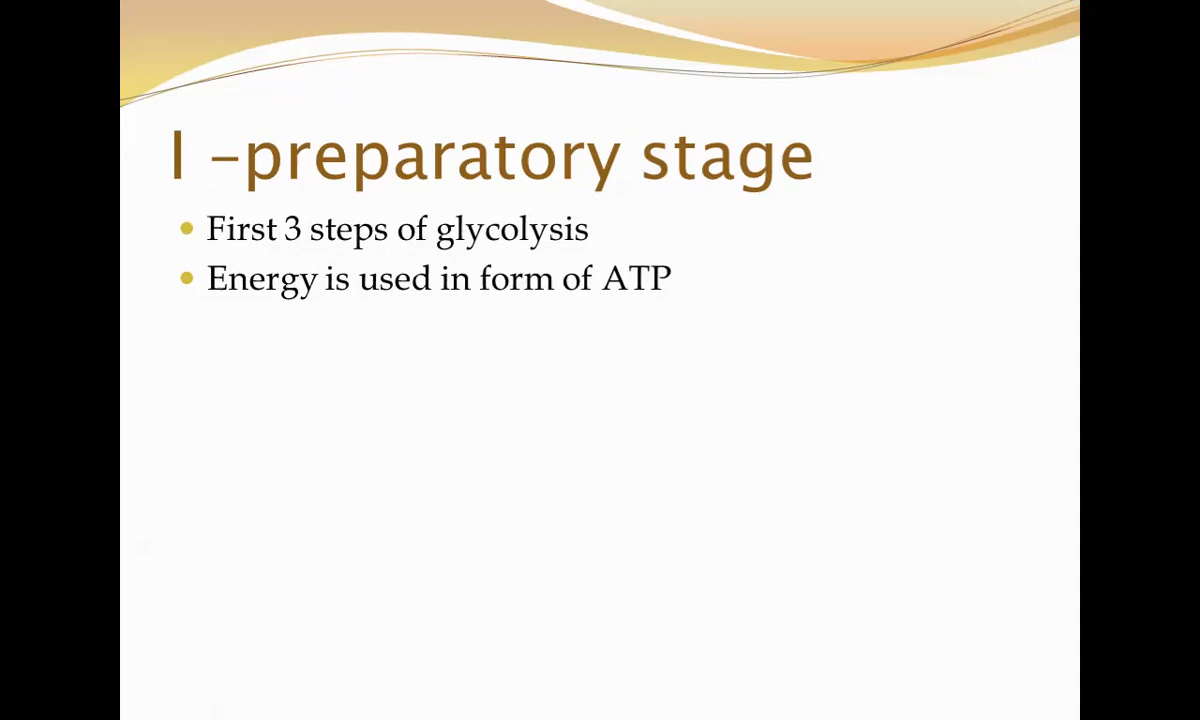 I –preparatory stage
First 3 steps of glycolysis
Energy is used in form of ATP